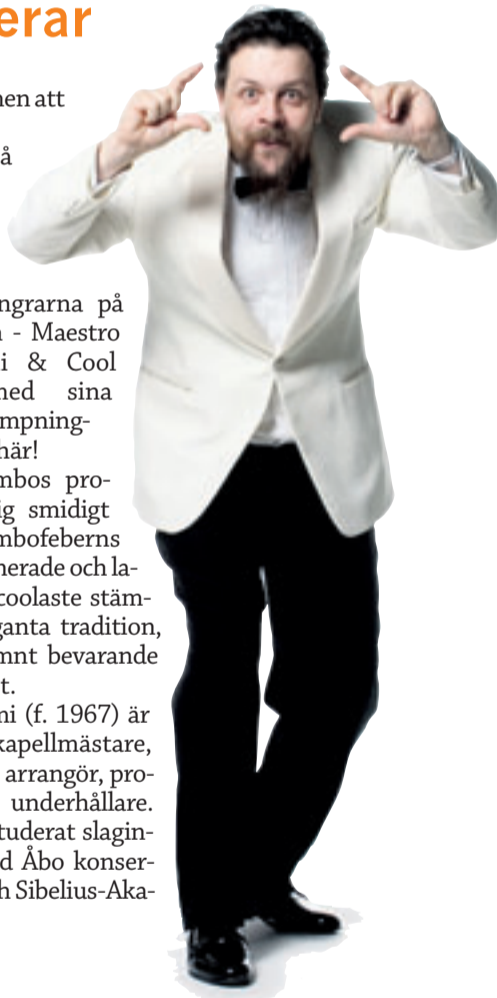 erar
nen att
å
ngrarna på
n - Maestro
i & Cool
ned sina
mpning-
här!
mbos pro-
ig smidigt
mbofeberns
nerade och la-
coolaste stäm-
ganta tradition,
mnt bevarande
t.
ni (f. 1967) är
kapellmästare,
arrangör, pro-
underhållare.
tuderat slagin-
d Åbo konser-
h Sibelius-Aka-